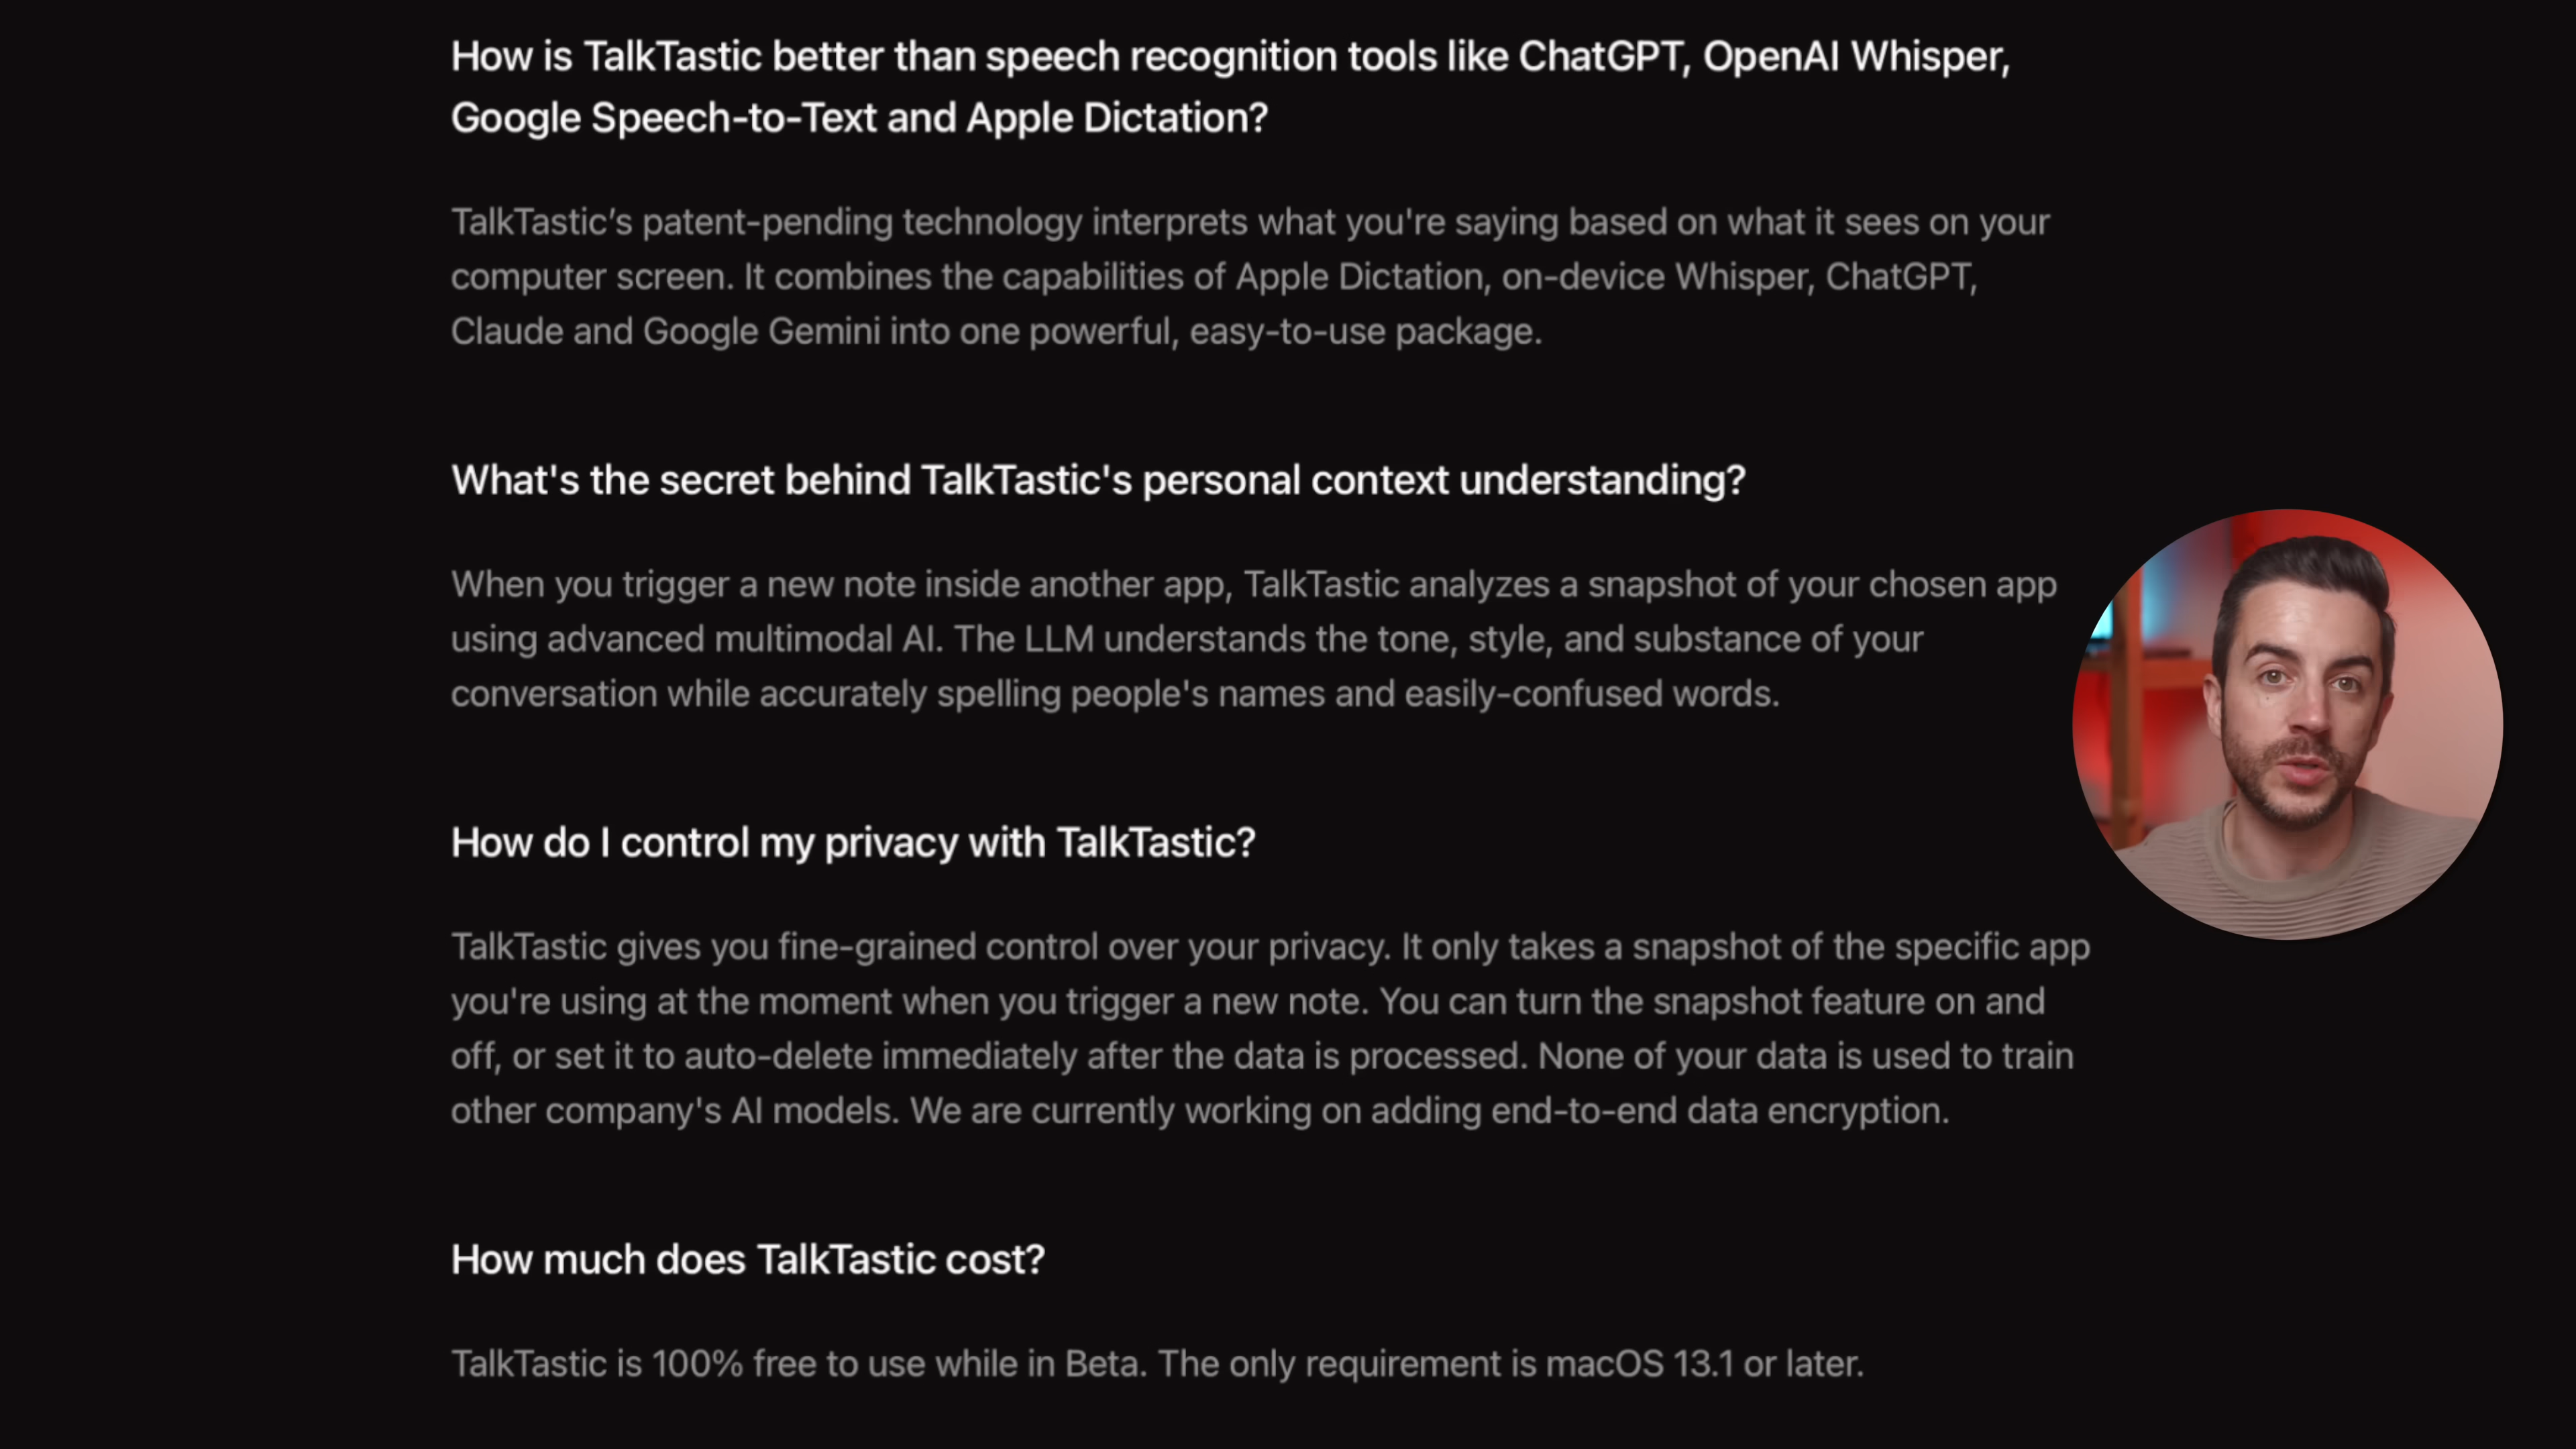 How is TalkTastic better than speech recognition tools like ChatGPT, OpenAI Whisper,
Google Speech-to-Text and Apple Dictation?
TalkTastic’s patent-pending technology interprets what you're saying based on what it sees on your
computer screen. It combines the capabilities of Apple Dictation, on-device Whisper, ChatGPT,
Claude and Google Gemini into one powerful, easy-to-use package.
What's the secret behind TalkTastic's personal context understanding?
When you trigger a new note inside another app, TalkTastic analyzes a snapshot of your chosen app
using advanced multimodal AI. The LLM understands the tone, style, and substance of your
conversation while accurately spelling people's names and easily-confused words.
How do I control my privacy with TalkTastic?
TalkTastic gives you fine-grained control over your privacy. It only takes a snapshot of the specific app
you're using at the moment when you trigger a new note. You can turn the snapshot feature on and
off, or set it to auto-delete immediately after the data is processed. None of your data is used to train
other company's AI models. We are currently working on adding end-to-end data encryption.
How much does TalkTastic cost?
TalkTastic is 100% free to use while in Beta. The only requirement is macOS 13.1 or later.